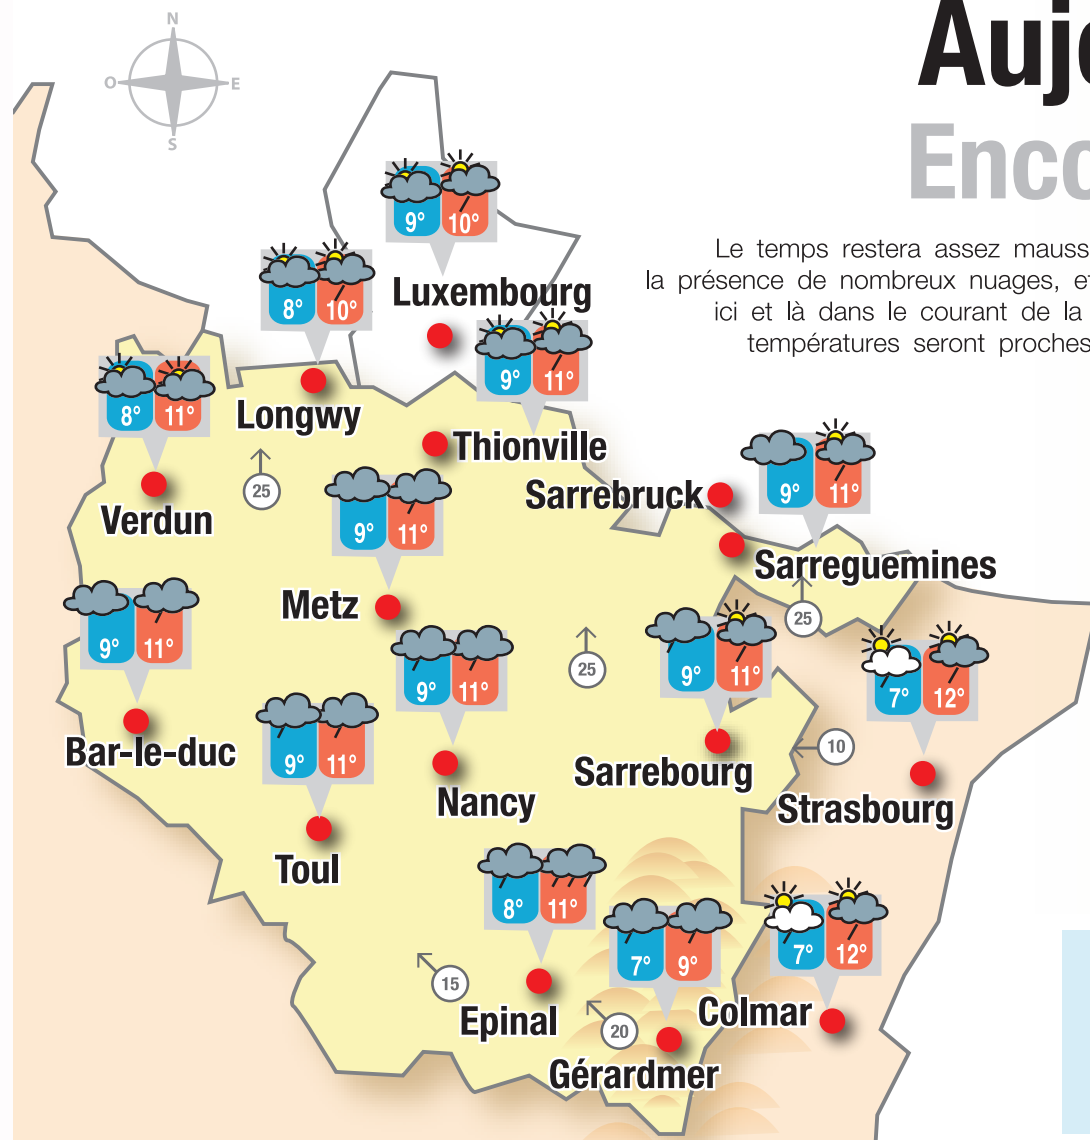 N
O E
S
Le temps restera assez
la présence de nombreux nuages,
ici et là dans le courant de la
températures seront proches
9° 10°
Luxembourg
8° 10°
Longwy
9° 11°
Thionville
8° 11°
Verdun
25
9° 11°
Sarrebruck
Sarreguemines
9° 11°
Metz
25
9° 11°
Bar-le-duc
9° 11°
Nancy
25
9° 11°
Sarrebourg
7° 12°
Strasbourg
10
9° 11°
Toul
8° 11°
Epinal
15
7° 9°
Gérardmer
20
7° 12°
Colmar